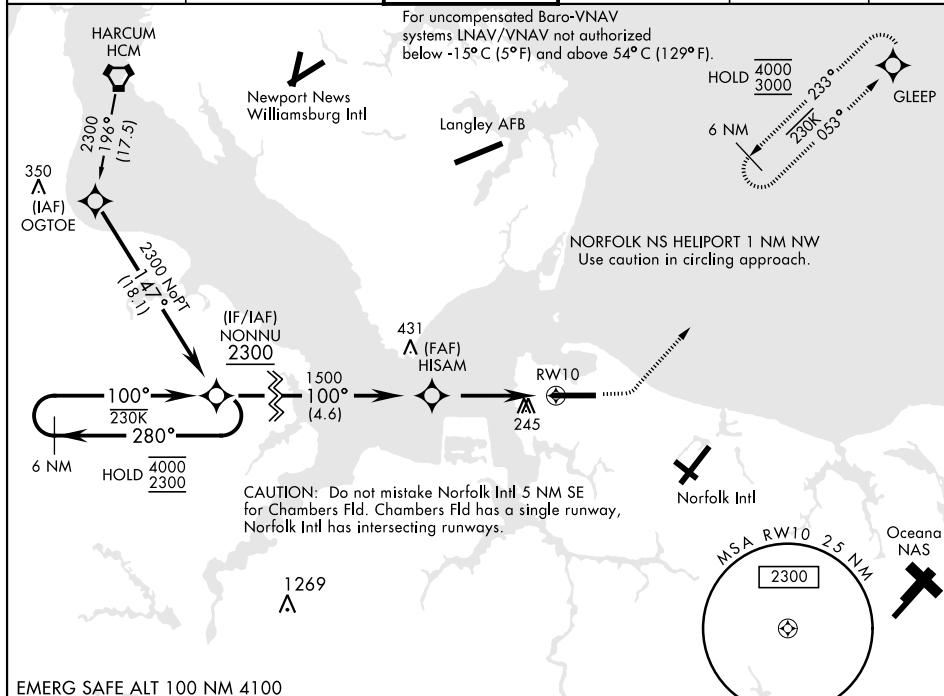 For uncompensated Baro-VNAV
systems LNAV/VNAV not authorized
below -15°C (5°F) and above 54°C (129°F).
HARCUM
HCM
2300
196°
(17.5)
Newport News
Williamsburg Intl
Langley AFB
HOLD 4000
3000
233°
230K
053°
6 NM
GLEEP
350
(IAF)
OGTOE
2300 NoPT
147°
(18.1)
NORFOLK NS HELIPORT 1 NM NW
Use caution in circling approach.
(IF/IAF)
NONNU
2300
431
(FAF)
HISAM
1500
100°
(4.6)
RW10
245
100°
230K
280°
6 NM
HOLD 4000
2300
CAUTION: Do not mistake Norfolk Intl 5 NM SE
for Chambers Fld. Chambers Fld has a single runway,
Norfolk Intl has intersecting runways.
Norfolk Intl
Oceana
NAS
MSA RW10 25 NM
2300
1269
EMERG SAFE ALT 100 NM 4100